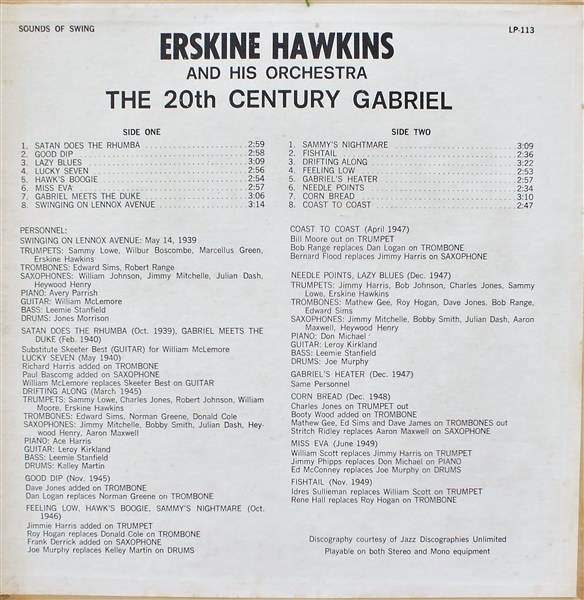 SOUNDS OF SWING
LP-113
ERSKINE HAWKINS
AND HIS ORCHESTRA
THE 20th CENTURY GABRIEL
SIDE ONE
1. SATAN DOES THE RHUMBA 2:59
2. GOOD DIP 2:58
3. LAZY BLUES 3:09
4. LUCKY SEVEN 2:56
5. HAWK'S BOOGIE 2:54
6. MISS EVA 2:57
7. GABRIEL MEETS THE DUKE 3:06
8. SWINGING ON LENNOX AVENUE 3:14
SIDE TWO
1. SAMMY'S NIGHTMARE 3:09
2. FISHTAIL 2:36
3. DRIFTING ALONG 3:22
4. FEELING LOW 2:53
5. GABRIEL'S HEATER 2:57
6. NEEDLE POINTS 2:34
7. CORN BREAD 3:10
8. COAST TO COAST 2:47
PERSONNEL:
SWINGING ON LENNOX AVENUE: May 14, 1939
TRUMPETS: Sammy Lowe, Wilbur Boscombe, Marcellus Green,
Erskine Hawkins
TROMBONES: Edward Sims, Robert Range
SAXOPHONES: William Johnson, Jimmy Mitchelle, Julian Dash,
Heywood Henry
PIANO: Avery Parrish
GUITAR: William McLemore
BASS: Leemie Stanfield
DRUMS: Jones Morrison
SATAN DOES THE RHUMBA (Oct. 1939), GABRIEL MEETS THE
DUKE (Feb. 1940)
Substitute Skeeter Best (GUITAR) for William McLemore
LUCKY SEVEN (May 1940)
Richard Harris added on TROMBONE
Paul Bascomg added on SAXOPHONE
William McLemore replaces Skeeter Best on GUITAR
DRIFTING ALONG (March 1945)
TRUMPETS: Sammy Lowe, Charles Jones, Robert Johnson, William
Moore, Erskine Hawkins
TROMBONES: Edward Sims, Norman Greene, Donald Cole
SAXOPHONES: Jimmy Mitchelle, Bobby Smith, Julian Dash, Hey-
wood Henry, Aaron Maxwell
PIANO: Ace Harris
GUITAR: Leroy Kirkland
BASS: Leemie Stanfield
DRUMS: Kalley Martin
GOOD DIP (Nov. 1945)
Dave Jones added on TROMBONE
Dan Logan replaces Norman Greene on TROMBONE
FEELING LOW, HAWK'S BOOGIE, SAMMY'S NIGHTMARE (Oct.
1946)
Jimmie Harris added on TRUMPET
Roy Hogan replaces Donald Cole on TROMBONE
Frank Derrick added on SAXOPHONE
Joe Murphy replaces Kelley Martin on DRUMS
COAST TO COAST (April 1947)
Bill Moore out on TRUMPET
Bob Range replaces Dan Logan on TROMBONE
Bernard Flood replaces Jimmy Harris on SAXOPHONE
NEEDLE POINTS, LAZY BLUES (Dec. 1947)
TRUMPETS: Jimmy Harris, Bob Johnson, Charles Jones, Sammy
Lowe, Erskine Hawkins
TROMBONES: Mathew Gee, Roy Hogan, Dave Jones, Bob Range,
Edward Sims
SAXOPHONES: Jimmy Mitchelle, Bobby Smith, Julian Dash, Aaron
Maxwell, Heywood Henry
PIANO: Don Michael
GUITAR: Leroy Kirkland
BASS: Leemie Stanfield
DRUMS: Joe Murphy
GABRIEL'S HEATER (Dec. 1947)
Same Personnel
CORN BREAD (Dec. 1948)
Charles Jones on TRUMPET out
Booty Wood added on TROMBONE
Mathew Gee, Ed Sims and Dave James on TROMBONES out
Stritch Ridley replaces Aaron Maxwell on SAXOPHONE
MISS EVA (June 1949)
William Scott replaces Jimmy Harris on TRUMPET
Jimmy Phipps replaces Don Michael on PIANO
Ed McConney replaces Joe Murphy on DRUMS
FISHTAIL (Nov. 1949)
Idres Sullieman replaces William Scott on TRUMPET
Rene Hall replaces Roy Hogan on TROMBONE
Discography courtesy of Jazz Discographies Unlimited
Playable on both Stereo and Mono equipment